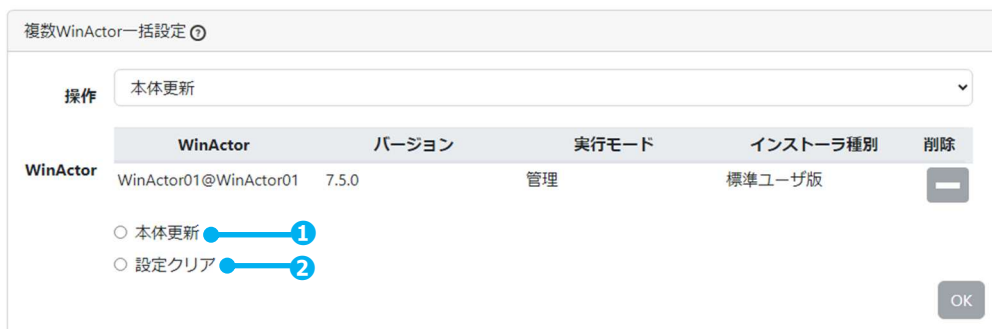 複数WinActor一括設定 ?
操作 本体更新
WinActor バージョン 実行モード インストーラ種別 削除
WinActor
WinActor01@WinActor01 7.5.0 管理 標準ユーザ版
本体更新 1
設定クリア 2
OK